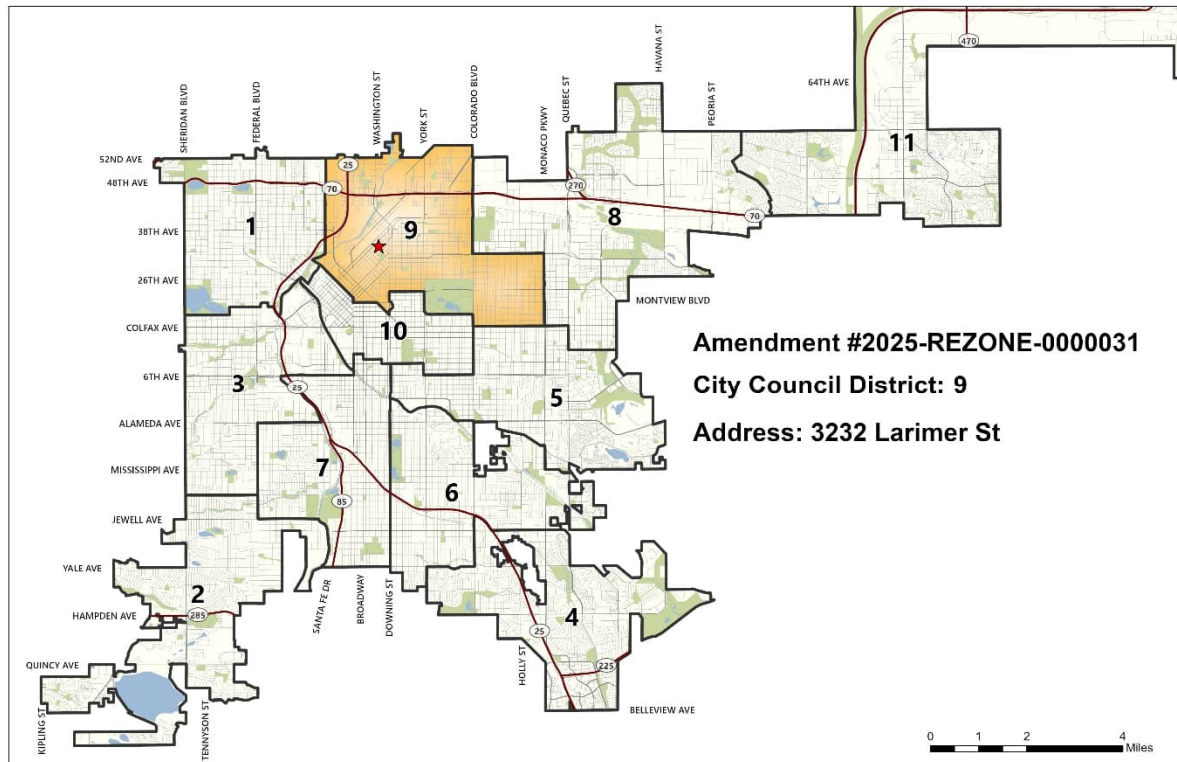 HAVANA ST
470
64TH AVE
SHERIDAN BLVD
FEDERAL BLVD
WASHINGTON ST
YORK ST
COLORADO BLVD
MONACO PKWY
QUEBEC ST
PEORIA ST
11
52ND AVE
25
48TH AVE
70
270
8
70
1
9
38TH AVE
26TH AVE
MONTVIEW BLVD
COLFAX AVE
10
Amendment #2025-REZONE-0000031
6TH AVE
3
25
5
City Council District: 9
ALAMEDA AVE
Address: 3232 Larimer St
MISSISSIPPI AVE
7
6
85
JEWELL AVE
YALE AVE
2
SANTA FE DR
BROADWAY
DOWNING ST
HAMPDEN AVE
285
25
4
HOLLY ST
225
QUINCY AVE
KIPLING ST
TENNYSON ST
BELLEVIEW AVE
0 1 2 4
Miles